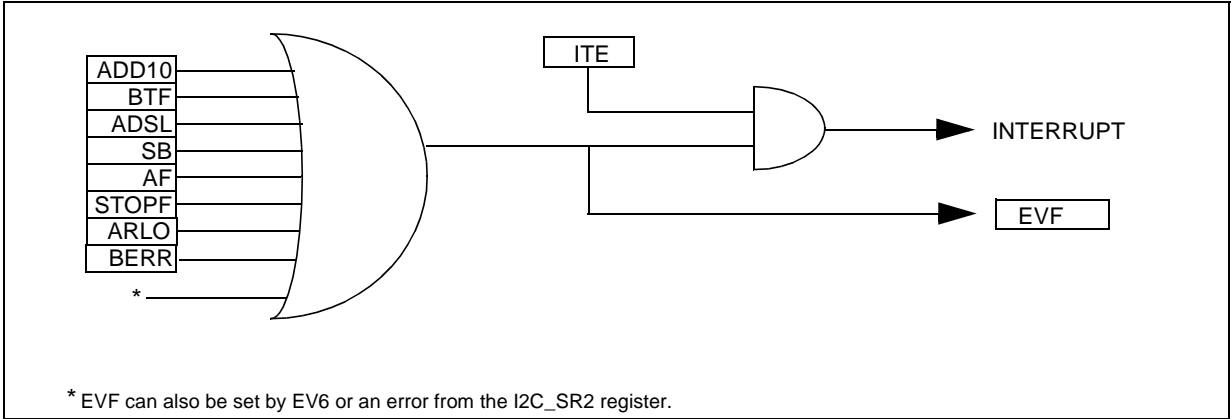 ITE
ADD10
BTF
ADSL
SB
AF
STOPF
ARLO
BERR
*
INTERRUPT
EVF
* EVF can also be set by EV6 or an error from the I2C_SR2 register.